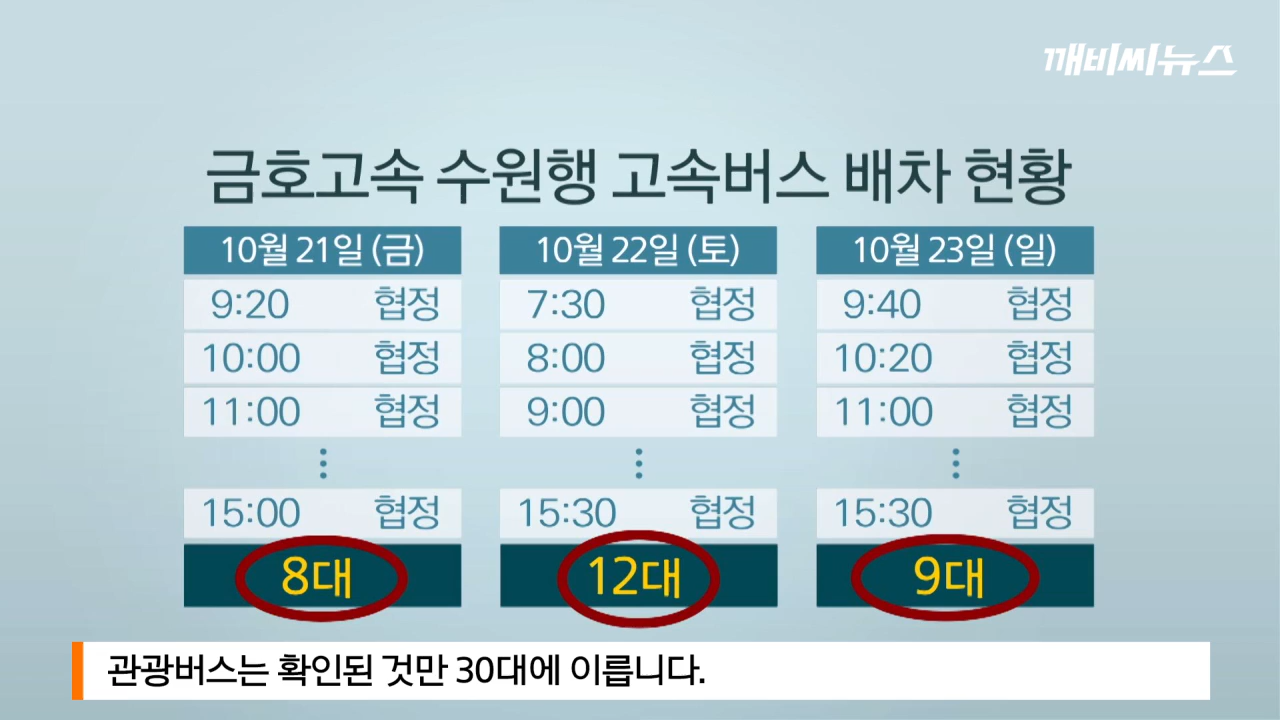 깨비씨뉴스
금호고속 수원행 고속버스 배차 현황
10월 21일 (금) 10월 22일 (토) 10월 23일 (일)
9:20 협정 7:30 협정 9:40 협정
10:00 협정 8:00 협정 10:20 협정
11:00 협정 9:00 협정 11:00 협정
15:00 협정 15:30 협정 15:30 협정
8대 12대 9대
관광버스는 확인된 것만 30대에 이릅니다.